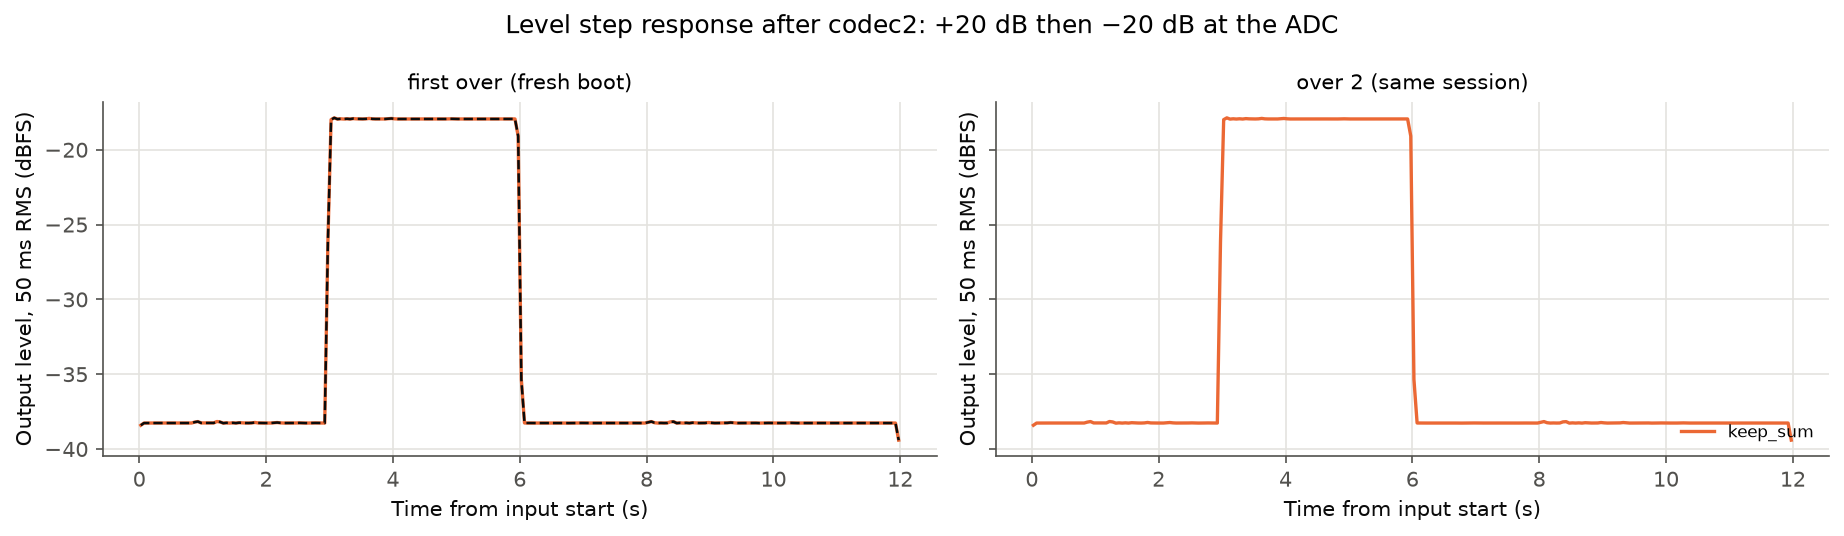 Level step response after codec2: +20 dB then −20 dB at the ADC
first over (fresh boot)
Output level, 50 ms RMS (dBFS)
−20
−25
−30
−35
−40
0 2 4 6 8 10 12
Time from input start (s)
over 2 (same session)
Output level, 50 ms RMS (dBFS)
keep_sum
0 2 4 6 8 10 12
Time from input start (s)